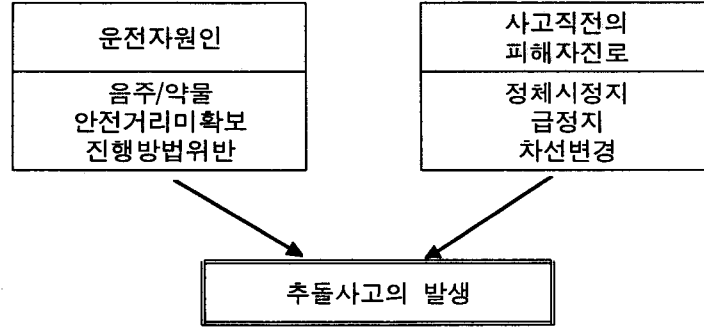 운전자원인
음주/약물
안전거리미확보
진행방법위반
사고직전의
피해자진로
정체시정지
급정지
차선변경
추돌사고의 발생